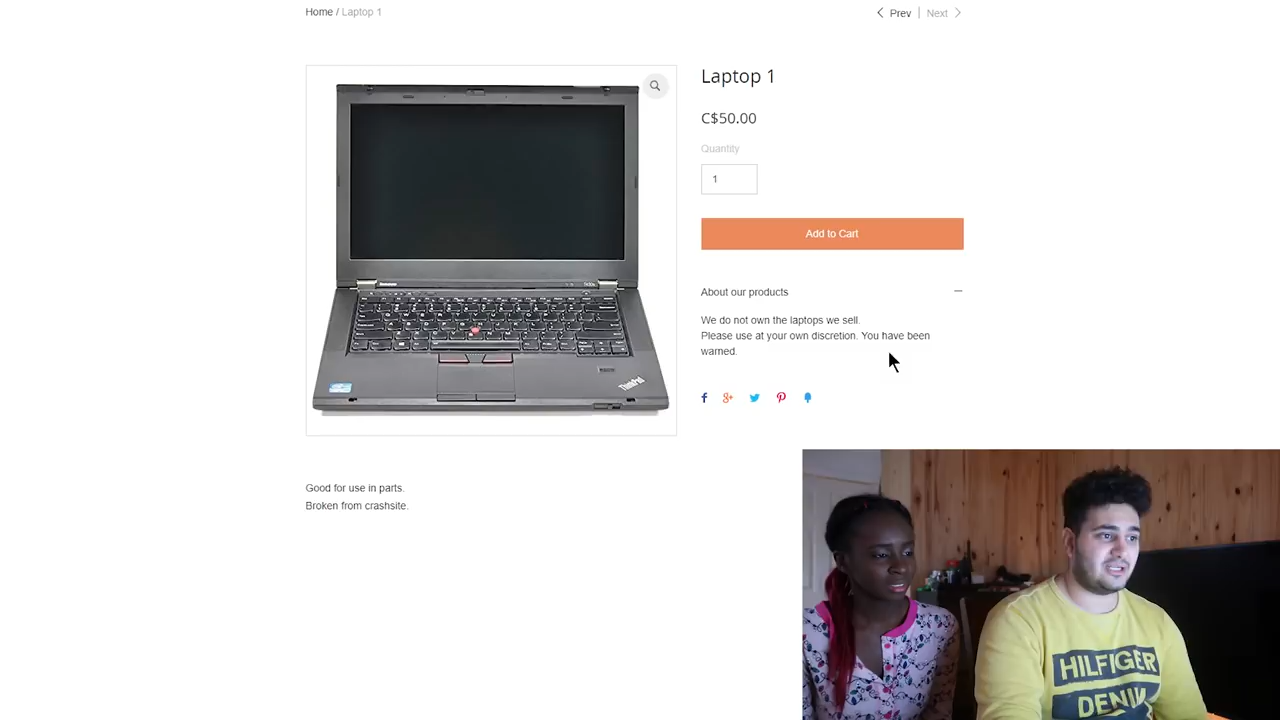 Home / Laptop 1
Prev | Next
Laptop 1
C$50.00
Quantity
1
Add to Cart
About our products
We do not own the laptops we sell.
Please use at your own discretion. You have been
warned.
ThinkPad
Good for use in parts.
Broken from crashsite.
HILFIGER
DENIM